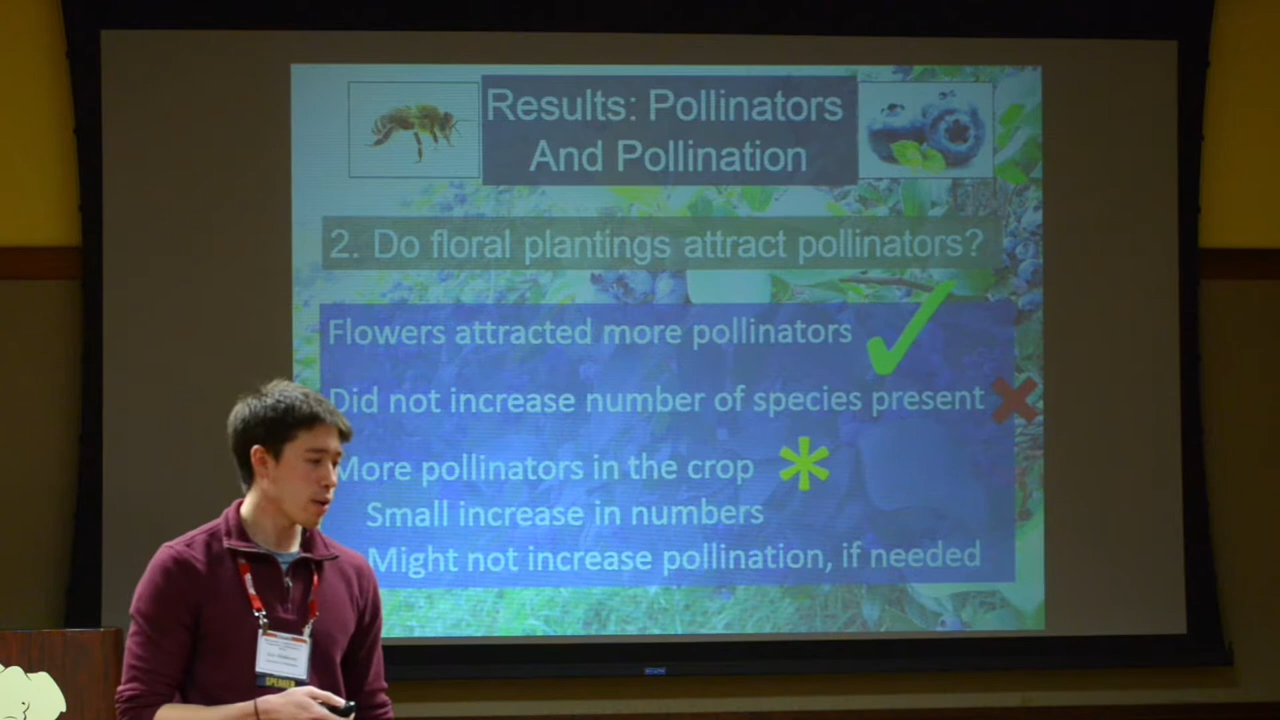 Results: Pollinators
And Pollination
2. Do floral plantings attract pollinators?
Flowers attracted more pollinators
Did not increase number of species present
More pollinators in the crop *
Small increase in numbers
Might not increase pollination, if needed
SPEAKER